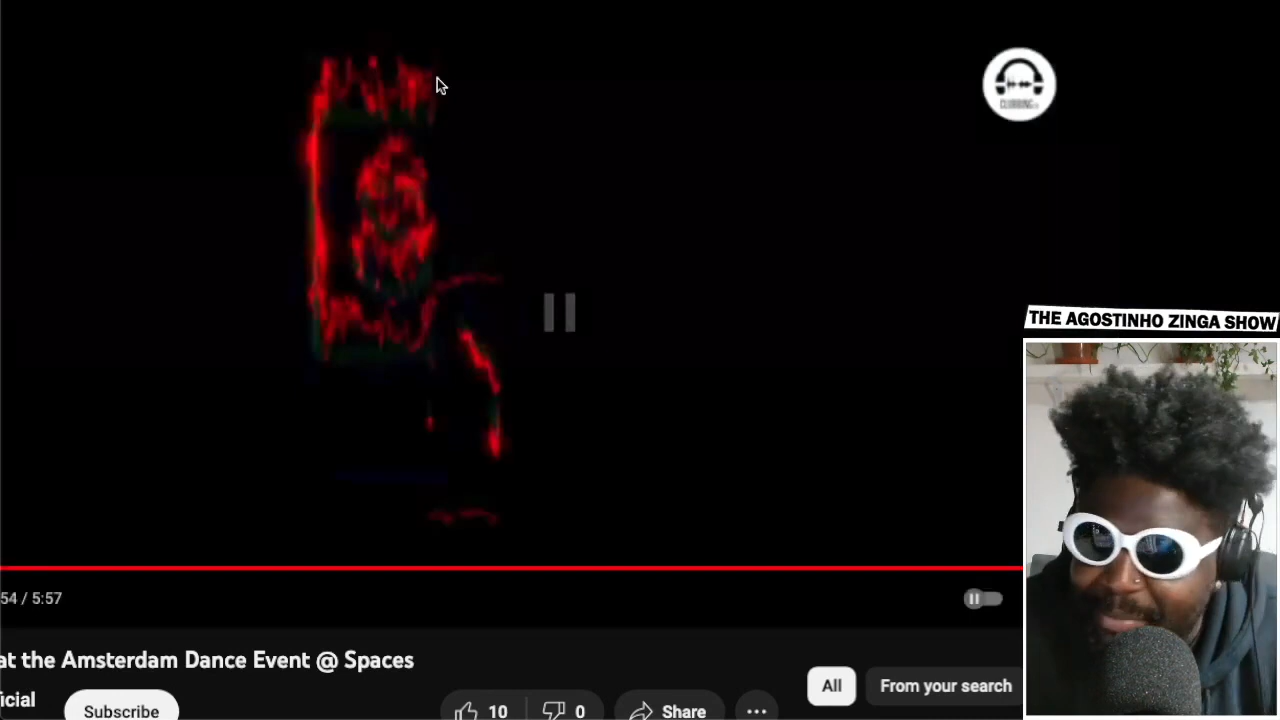 CLUBBING
THE AGOSTINHO ZINGA SHOW
54 / 5:57
at the Amsterdam Dance Event @ Spaces
icial
Subscribe
10
0
Share
All
From your search